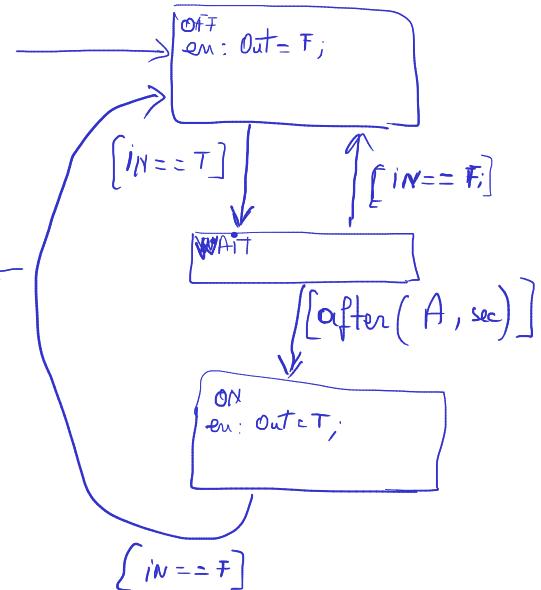 OFF
en: Out = F;
[iN == T]
[iN == F;]
WAiT
[after(A, sec)]
ON
en: Out = T;
[iN == F]